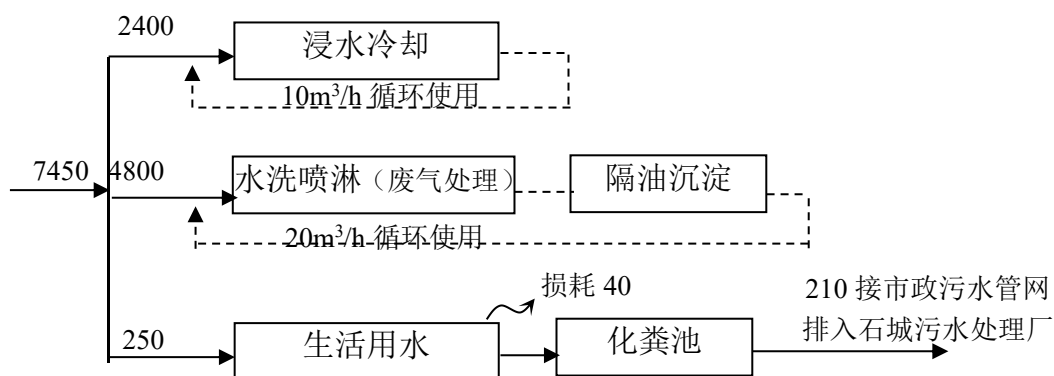 2400
浸水冷却
10m³/h 循环使用
7450
4800
水洗喷淋（废气处理）
隔油沉淀
20m³/h 循环使用
损耗 40
210 接市政污水管网
排入石城污水处理厂
250
生活用水
化粪池